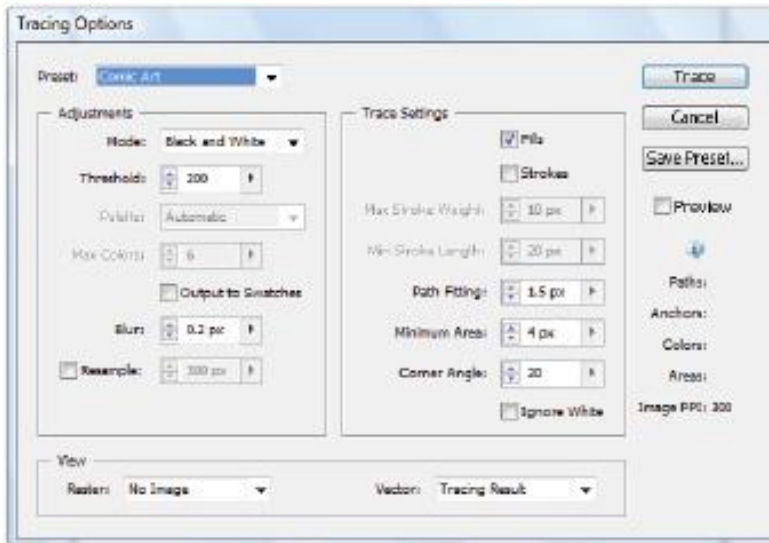 Tracing Options
Preset: Comic Art
Trace
Adjustments
Mode: Black and White
Threshold: 200
Palette: Automatic
Max Colors: 6
Output to Swatches
Blur: 0.2 px
Resample: 300 px
Trace Settings
Fills
Strokes
Max Stroke Weight: 10 px
Min Stroke Length: 20 px
Path Fitting: 1.5 px
Minimum Area: 4 px
Corner Angle: 20
Ignore White
Cancel
Save Preset...
Preview
Paths:
Anchors:
Colors:
Areas:
Image PPI: 300
View
Raster: No Image
Vector: Tracing Result